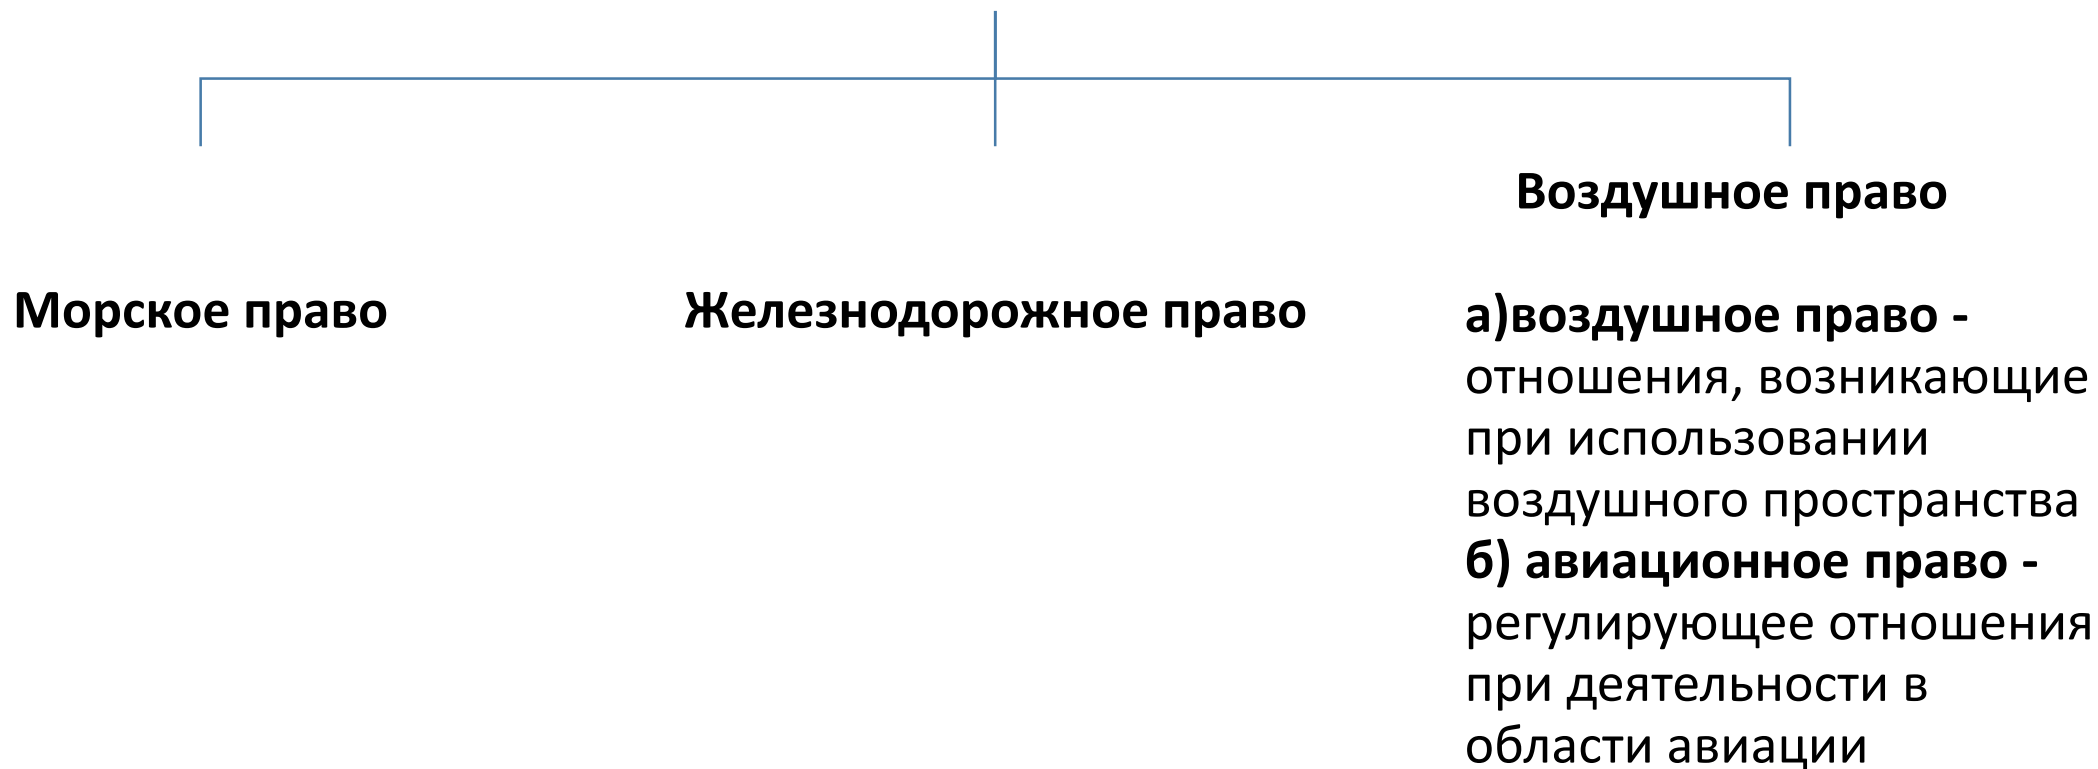 Морское право
Железнодорожное право
Воздушное право
а)воздушное право -
отношения, возникающие
при использовании
воздушного пространства
б) авиационное право -
регулирующее отношения
при деятельности в
области авиации